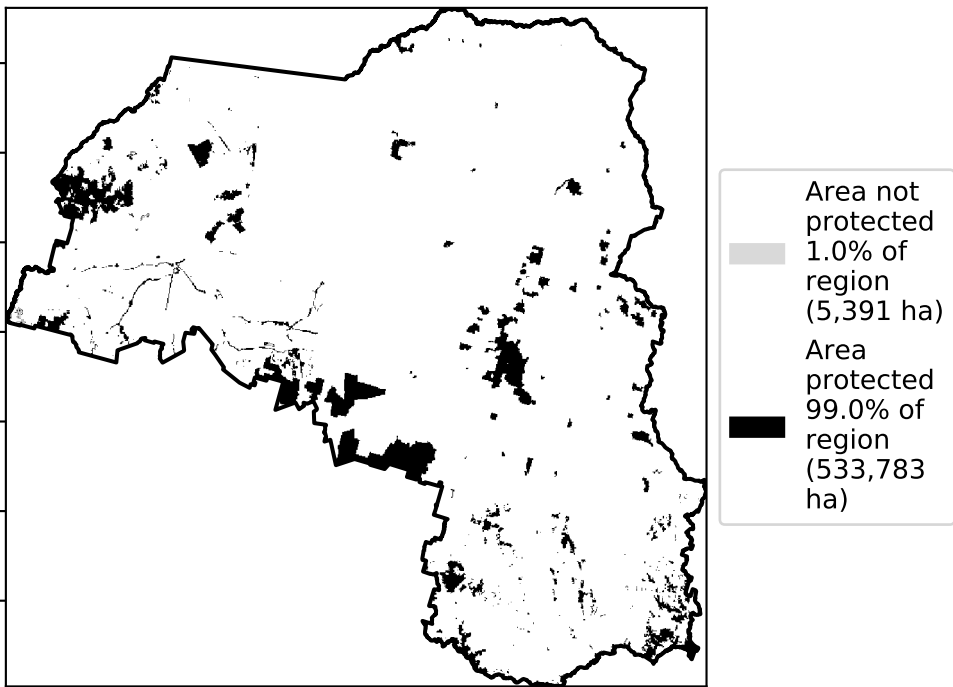 Area not
protected
1.0% of
region
(5,391 ha)
Area
protected
99.0% of
region
(533,783
ha)